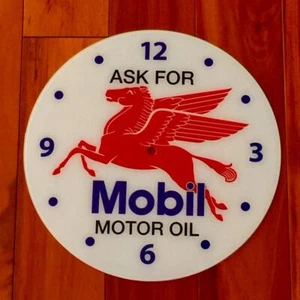 12
ASK FOR
9 3
Mobil
MOTOR OIL
6